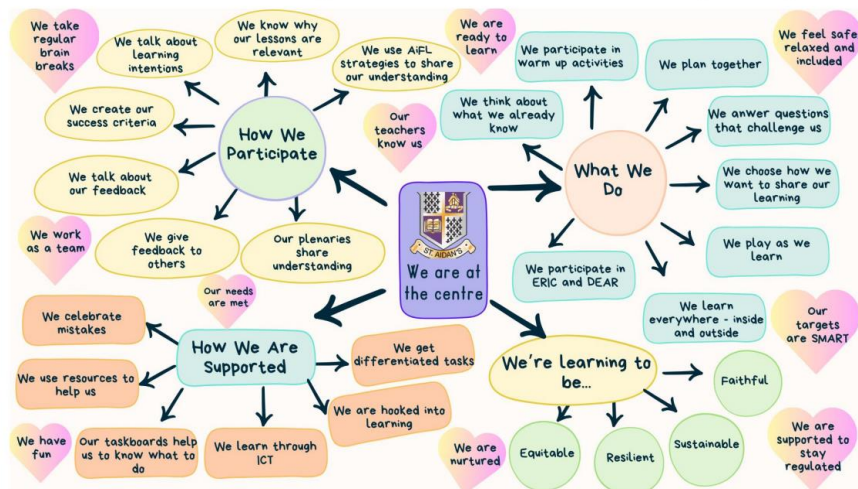 We take
regular
brain
breaks
We talk about
learning
intentions
We know why
our lessons are
relevant
We use AiFL
strategies to share
our understanding
We create our
success criteria
How We
Participate
We talk about
our feedback
We give
feedback to
others
Our plenaries
share
understanding
We work
as a team
Our
teachers
know us
We are
ready to
learn
We participate in
warm up activities
We plan together
We feel safe
relaxed and
included
We think about
what we already
know
What We
Do
We anwer questions
that challenge us
We choose how we
want to share our
learning
We play as we
learn
We learn
everywhere - inside
and outside
We participate in
ERIC and DEAR
ST. AIDAN'S
We are at
the centre
Our needs
are met
We celebrate
mistakes
How We Are
Supported
We get
differentiated tasks
We use resources to
help us
We are hooked into
learning
We have
fun
Our taskboards help
us to know what to
do
We learn through
ICT
We're learning to
be...
Our
targets
are SMART
Faithful
Sustainable
Resilient
Equitable
We are
nurtured
We are
supported to
stay
regulated